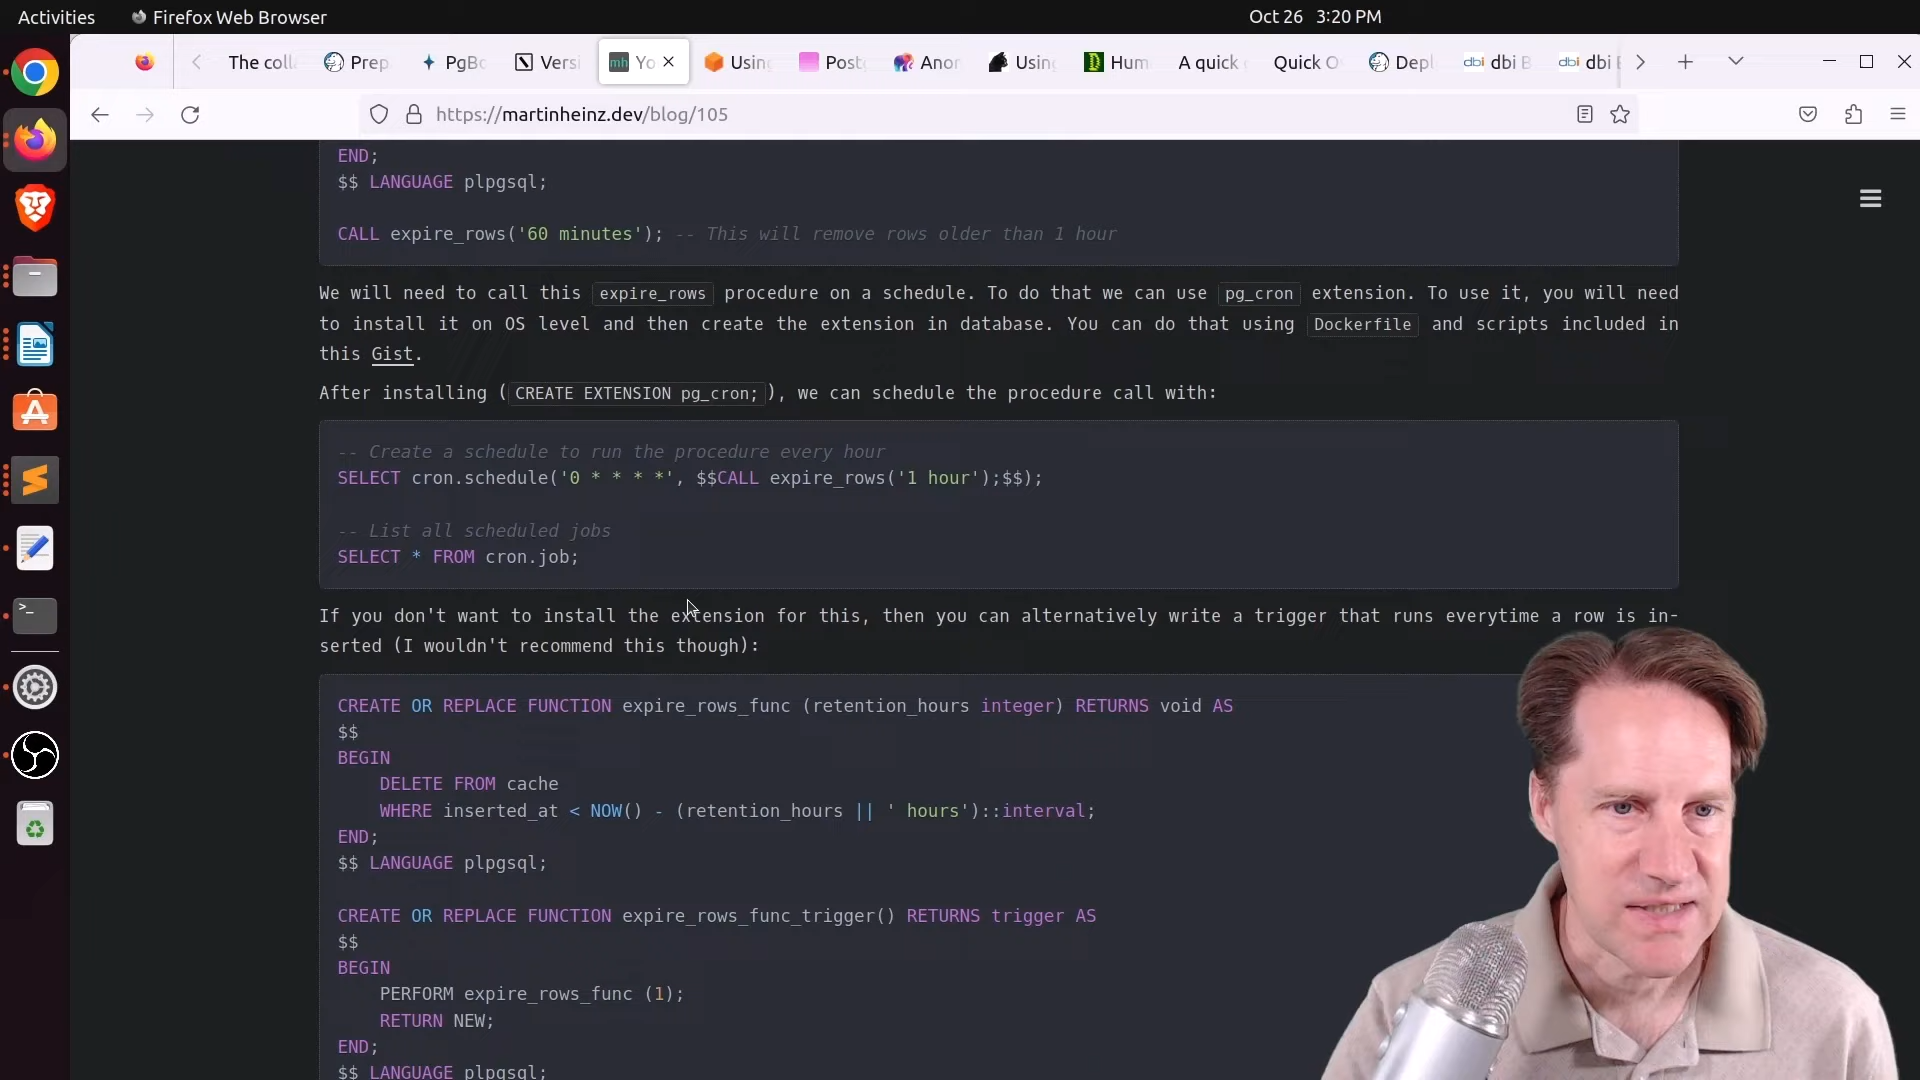 Activities
Firefox Web Browser
Oct 26 3:20 PM
The coll
Prep
PgBo
Versi
mh Yo
Using
Postg
Anor
Using
Hum
A quick
Quick O
Depl
dbi B
dbi
https://martinheinz.dev/blog/105
END;
$$ LANGUAGE plpgsql;
CALL expire_rows('60 minutes'); -- This will remove rows older than 1 hour
We will need to call this expire_rows procedure on a schedule. To do that we can use pg_cron extension. To use it, you will need
to install it on OS level and then create the extension in database. You can do that using Dockerfile and scripts included in
this Gist.
After installing (CREATE EXTENSION pg_cron;), we can schedule the procedure call with:
-- Create a schedule to run the procedure every hour
SELECT cron.schedule('0 * * * *', $$CALL expire_rows('1 hour');$$);
-- List all scheduled jobs
SELECT * FROM cron.job;
If you don't want to install the extension for this, then you can alternatively write a trigger that runs everytime a row is in-
serted (I wouldn't recommend this though):
CREATE OR REPLACE FUNCTION expire_rows_func (retention_hours integer) RETURNS void AS
$$
BEGIN
DELETE FROM cache
WHERE inserted_at < NOW() - (retention_hours || ' hours')::interval;
END;
$$ LANGUAGE plpgsql;
CREATE OR REPLACE FUNCTION expire_rows_func_trigger() RETURNS trigger AS
$$
BEGIN
PERFORM expire_rows_func (1);
RETURN NEW;
END;
$$ LANGUAGE plpgsql;